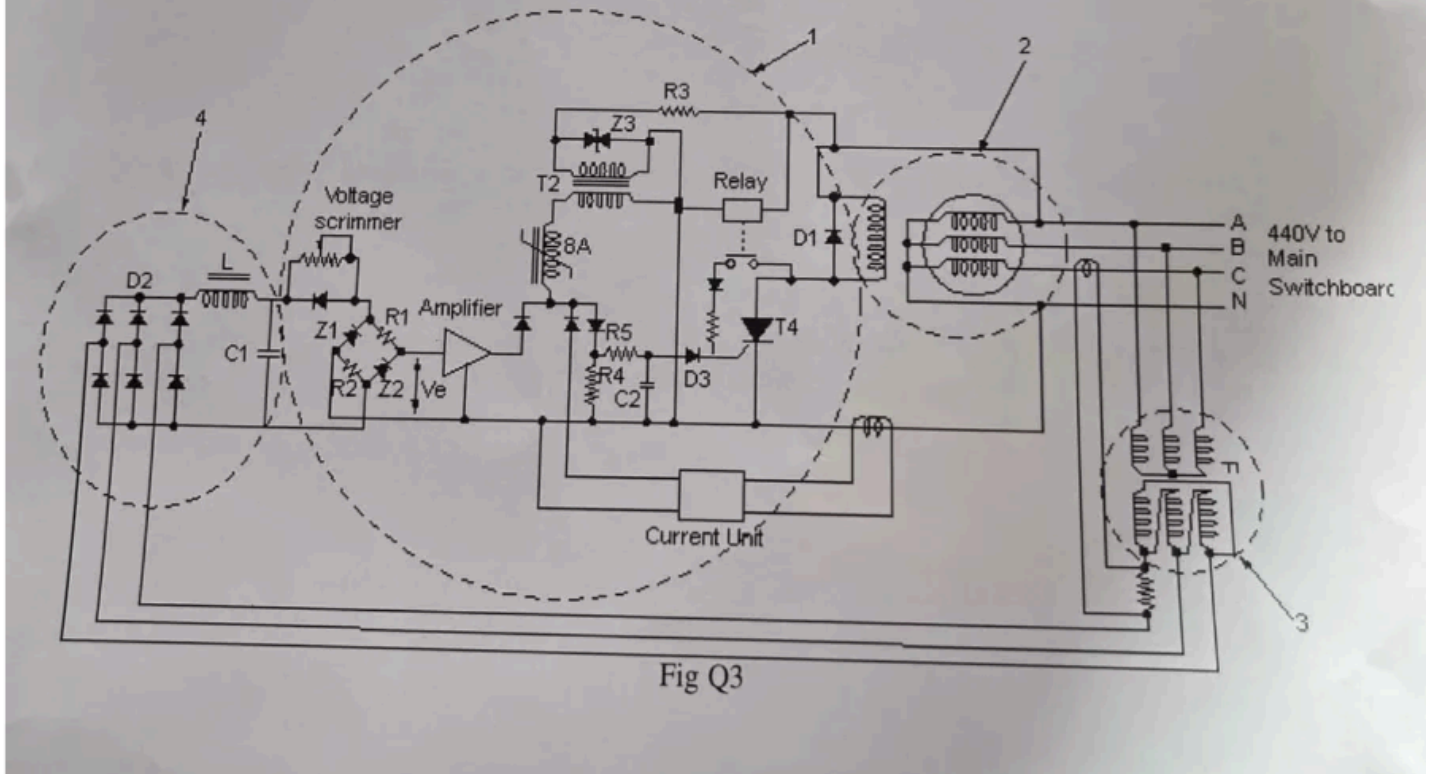 1
2
4
R3
Z3
T2
Relay
Voltage
scrimmer
8A
D1
A
B
C
N
440V to
Main
Switchboard
D2
L
Amplifier
Z1
R1
C1
R2
Z2
Ve
R5
R4
C2
D3
T4
F
Current Unit
3
Fig Q3